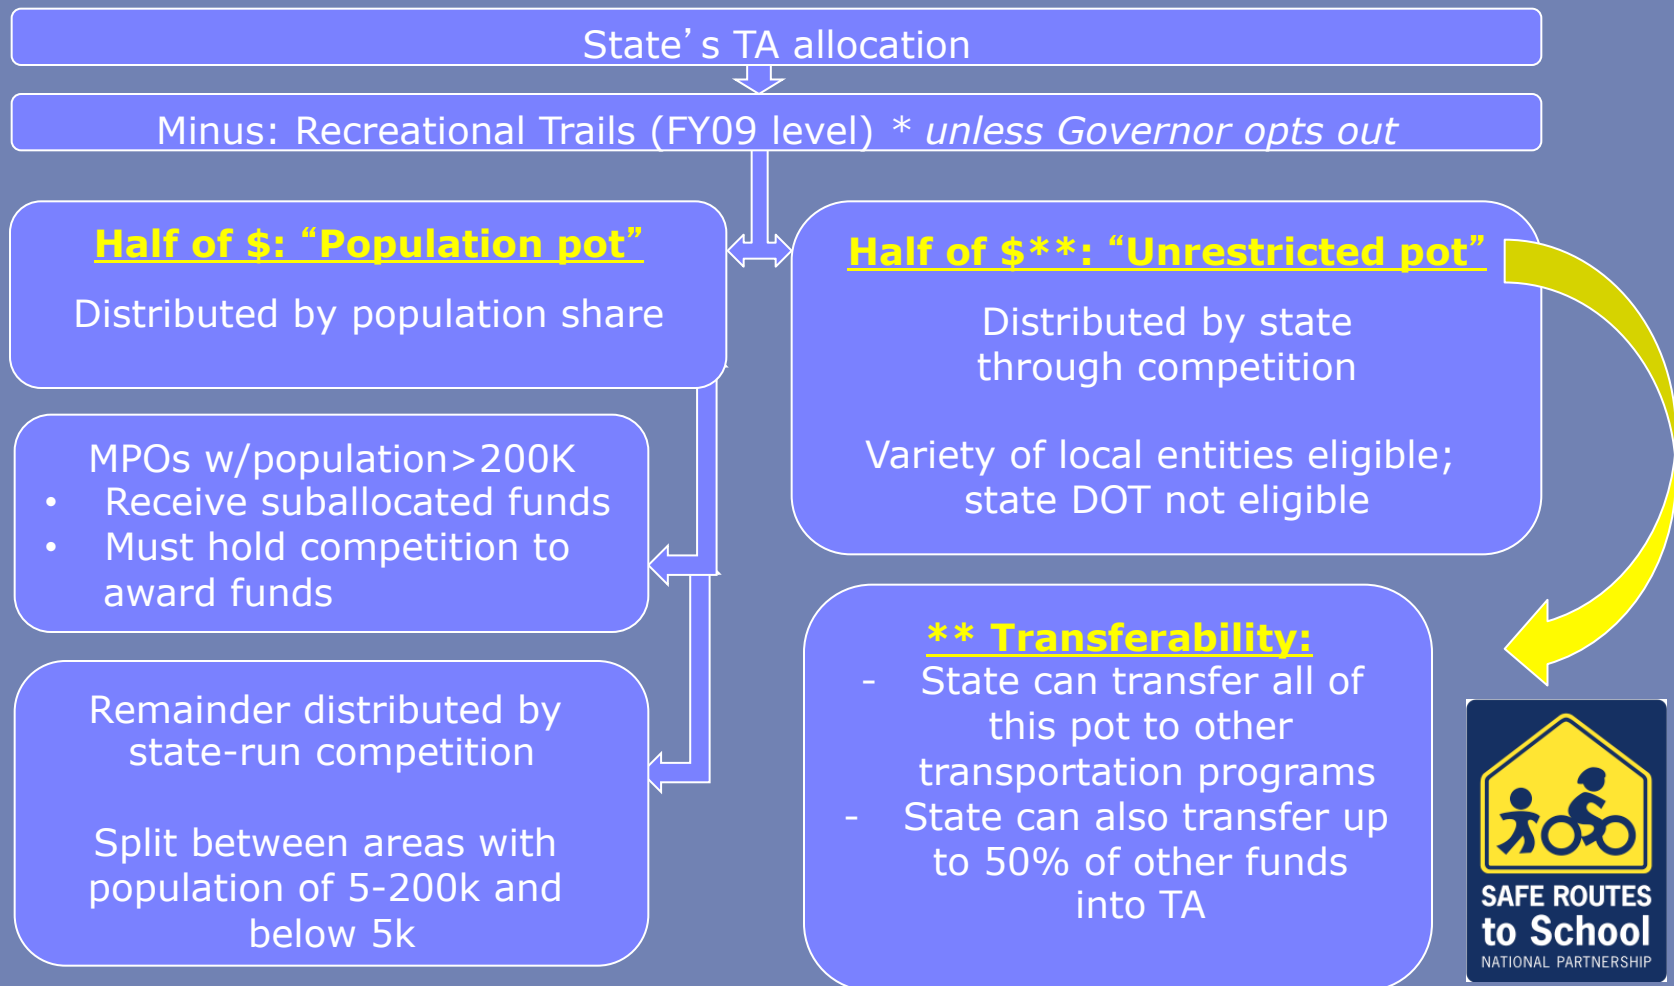 State’s TA allocation
Minus: Recreational Trails (FY09 level) * unless Governor opts out
Half of $: “Population pot”
Distributed by population share
MPOs w/population>200K
• Receive suballocated funds
• Must hold competition to
award funds
Remainder distributed by
state-run competition
Split between areas with
population of 5-200k and
below 5k
Half of $**: “Unrestricted pot”
Distributed by state
through competition
Variety of local entities eligible;
state DOT not eligible
** Transferability:
- State can transfer all of
this pot to other
transportation programs
- State can also transfer up
to 50% of other funds
into TA
SAFE ROUTES
to School
NATIONAL PARTNERSHIP